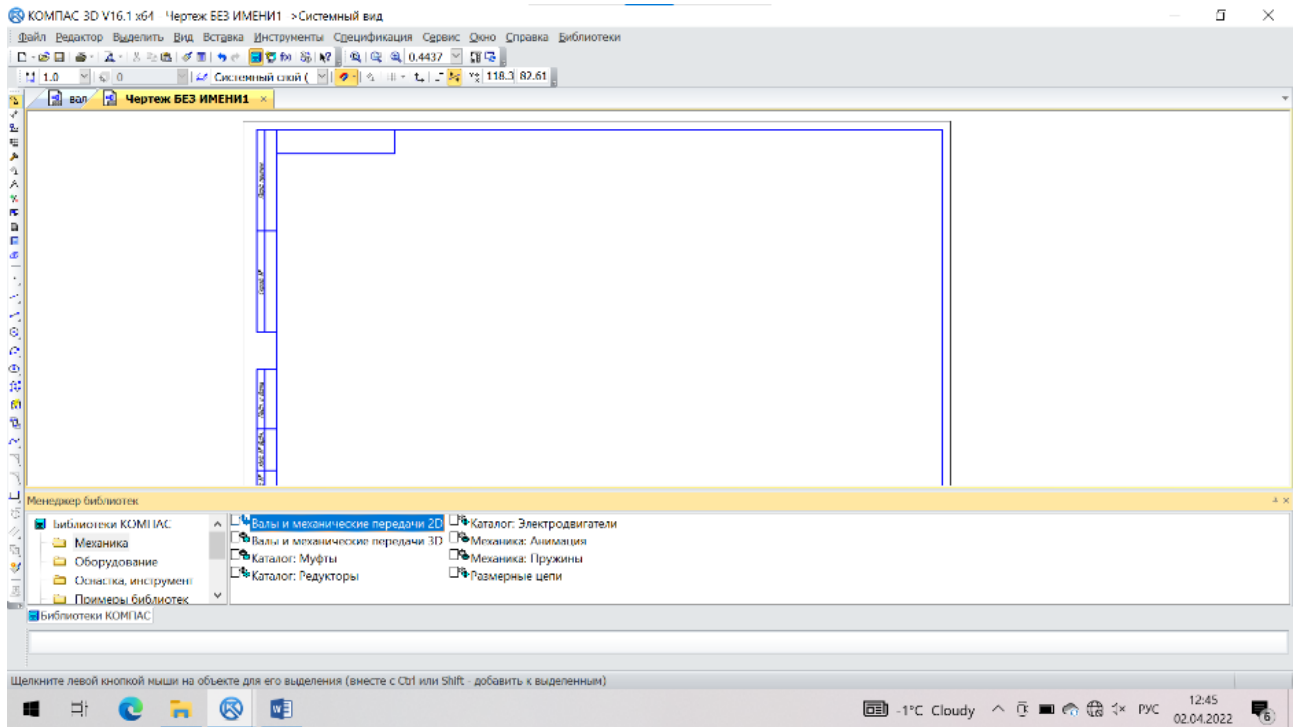 КОМПАС 3D V16.1 x64 Чертеж БЕЗ ИМЕНИ1 ->Системный вид
Файл Редактор Выделить Вид Вставка Инструменты Спецификация Сервис Окно Справка Библиотеки
0.4437
1.0 0 Системный слой ( 118.3 82.61
вал Чертеж БЕЗ ИМЕНИ1
Менеджер библиотек
Библиотеки КОМПАС
Механика
Оборудование
Оснастка, инструмент
Примеры библиотек
Валы и механические передачи 2D
Валы и механические передачи 3D
Каталог: Муфты
Каталог: Редукторы
Каталог: Электродвигатели
Механика: Анимация
Механика: Пружины
Размерные цепи
Библиотеки КОМПАС
Щелкните левой кнопкой мыши на объекте для его выделения (вместе с Ctrl или Shift - добавить к выделенным)
-1°C Cloudy РУС 12:45
02.04.2022
6